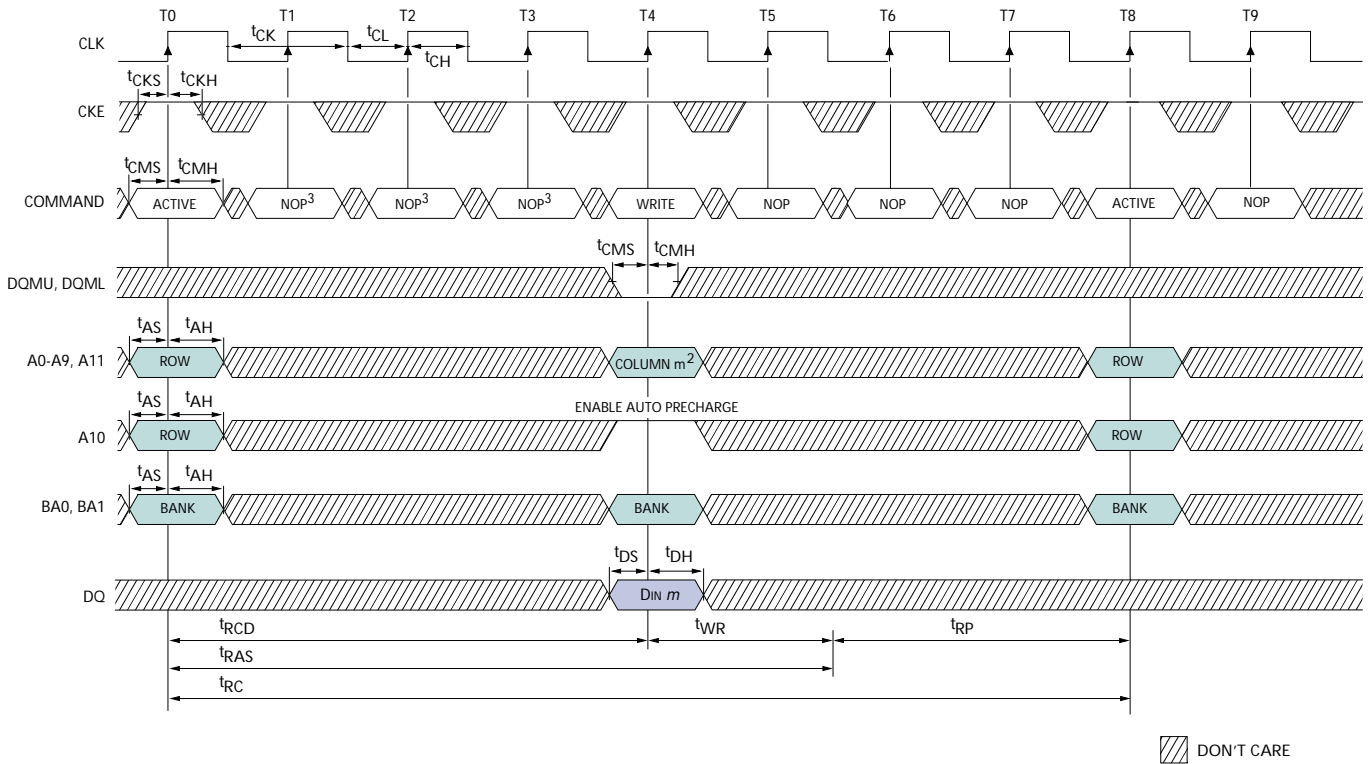 T0 T1 T2 T3 T4 T5 T6 T7 T8 T9
CLK tCK tCL tCH
tCKS tCKH
CKE
tCMS tCMH
COMMAND ACTIVE NOP3 NOP3 NOP3 WRITE NOP NOP NOP ACTIVE NOP
tCMS tCMH
DQMU, DQML
tAS tAH
A0-A9, A11 ROW COLUMN m2 ROW
tAS tAH ENABLE AUTO PRECHARGE
A10 ROW ROW
tAS tAH
BA0, BA1 BANK BANK BANK
tDS tDH
DQ DIN m
tRCD tWR tRP
tRAS
tRC
DON'T CARE